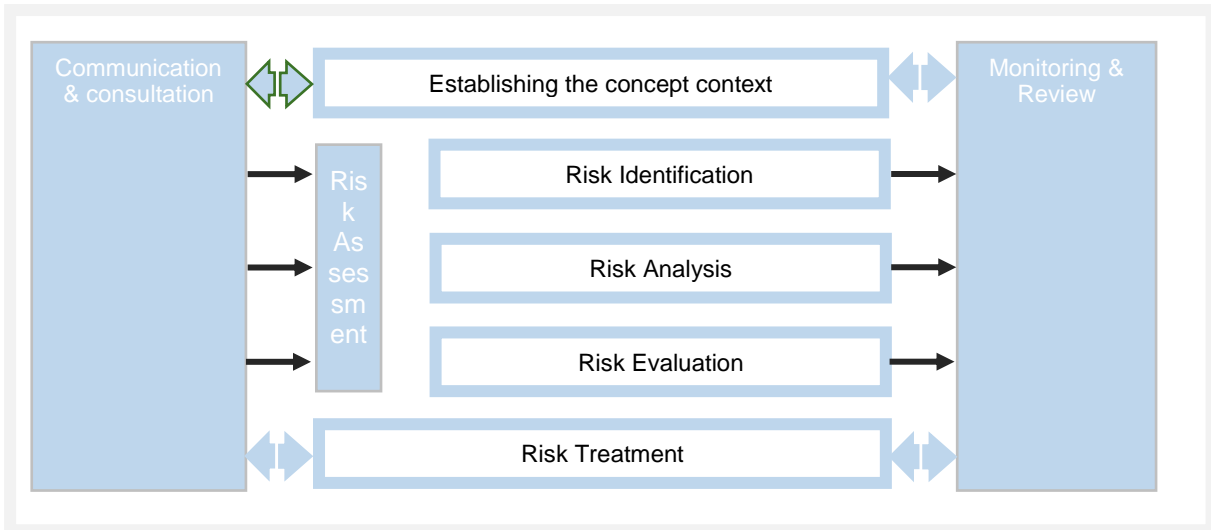 Communication
& consultation
Establishing the concept context
Monitoring &
Review
Risk Identification
Ris
k
As
ses
sm
ent
Risk Analysis
Risk Evaluation
Risk Treatment